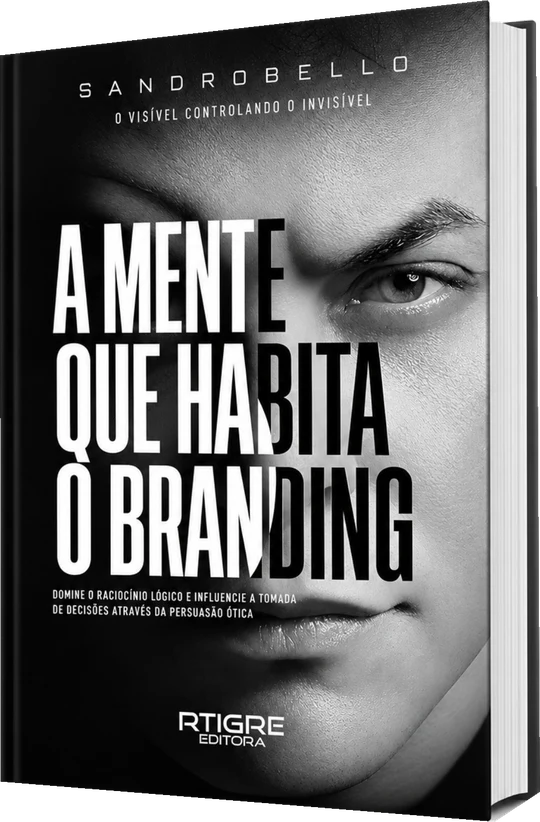 SANDROBELLO
O VISÍVEL CONTROLANDO O INVISÍVEL
A MENTE
QUE HABITA
O BRANDING
DOMINE O RACIOCÍNIO LÓGICO E INFLUENCIE A TOMADA
DE DECISÕES ATRAVÉS DA PERSUASÃO ÓTICA
RTIGRE
EDITORA